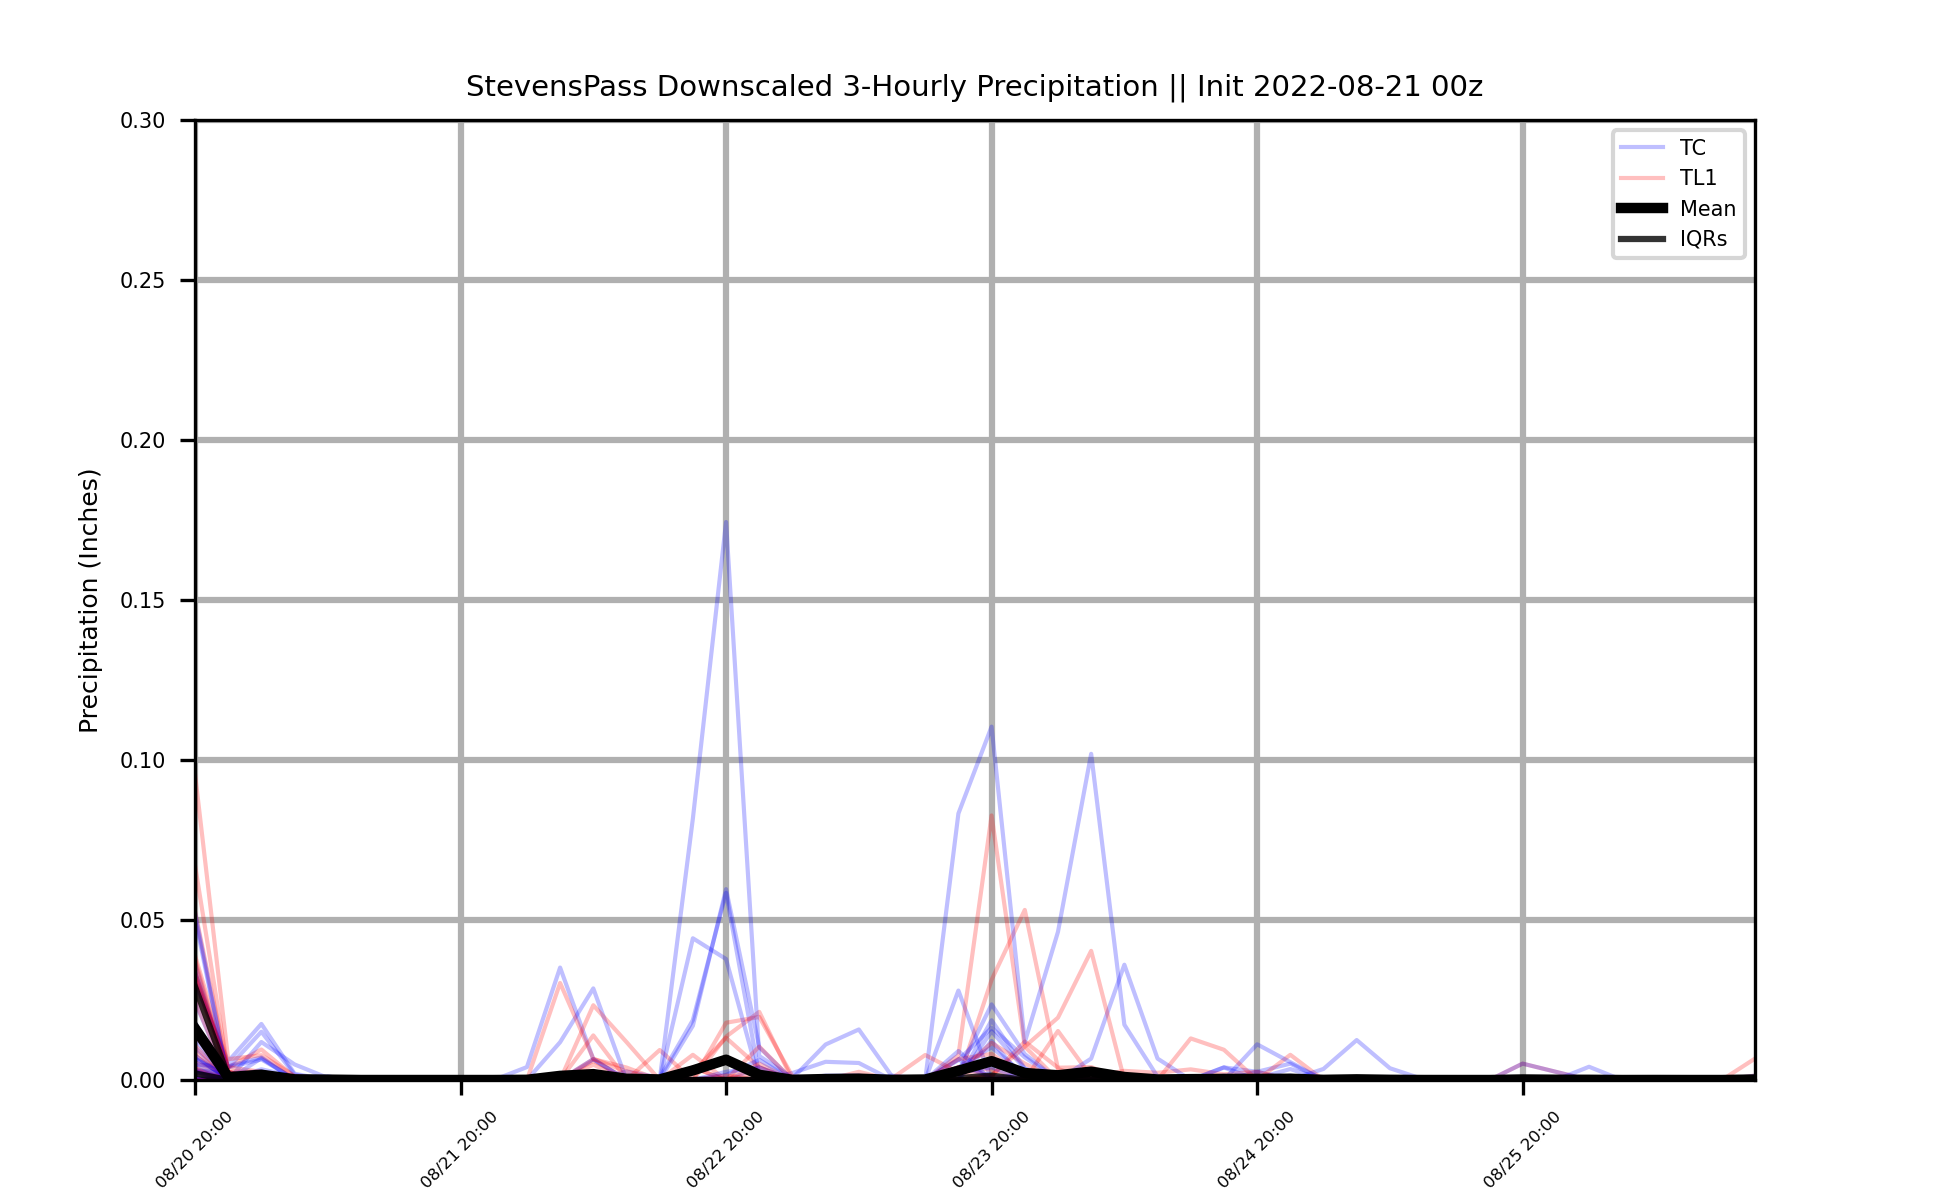 StevensPass Downscaled 3-Hourly Precipitation || Init 2022-08-21 00z
0.30
0.25
0.20
0.15
0.10
0.05
0.00
Precipitation (Inches)
TC
TL1
Mean
IQRs
08/20 20:00
08/21 20:00
08/22 20:00
08/23 20:00
08/24 20:00
08/25 20:00